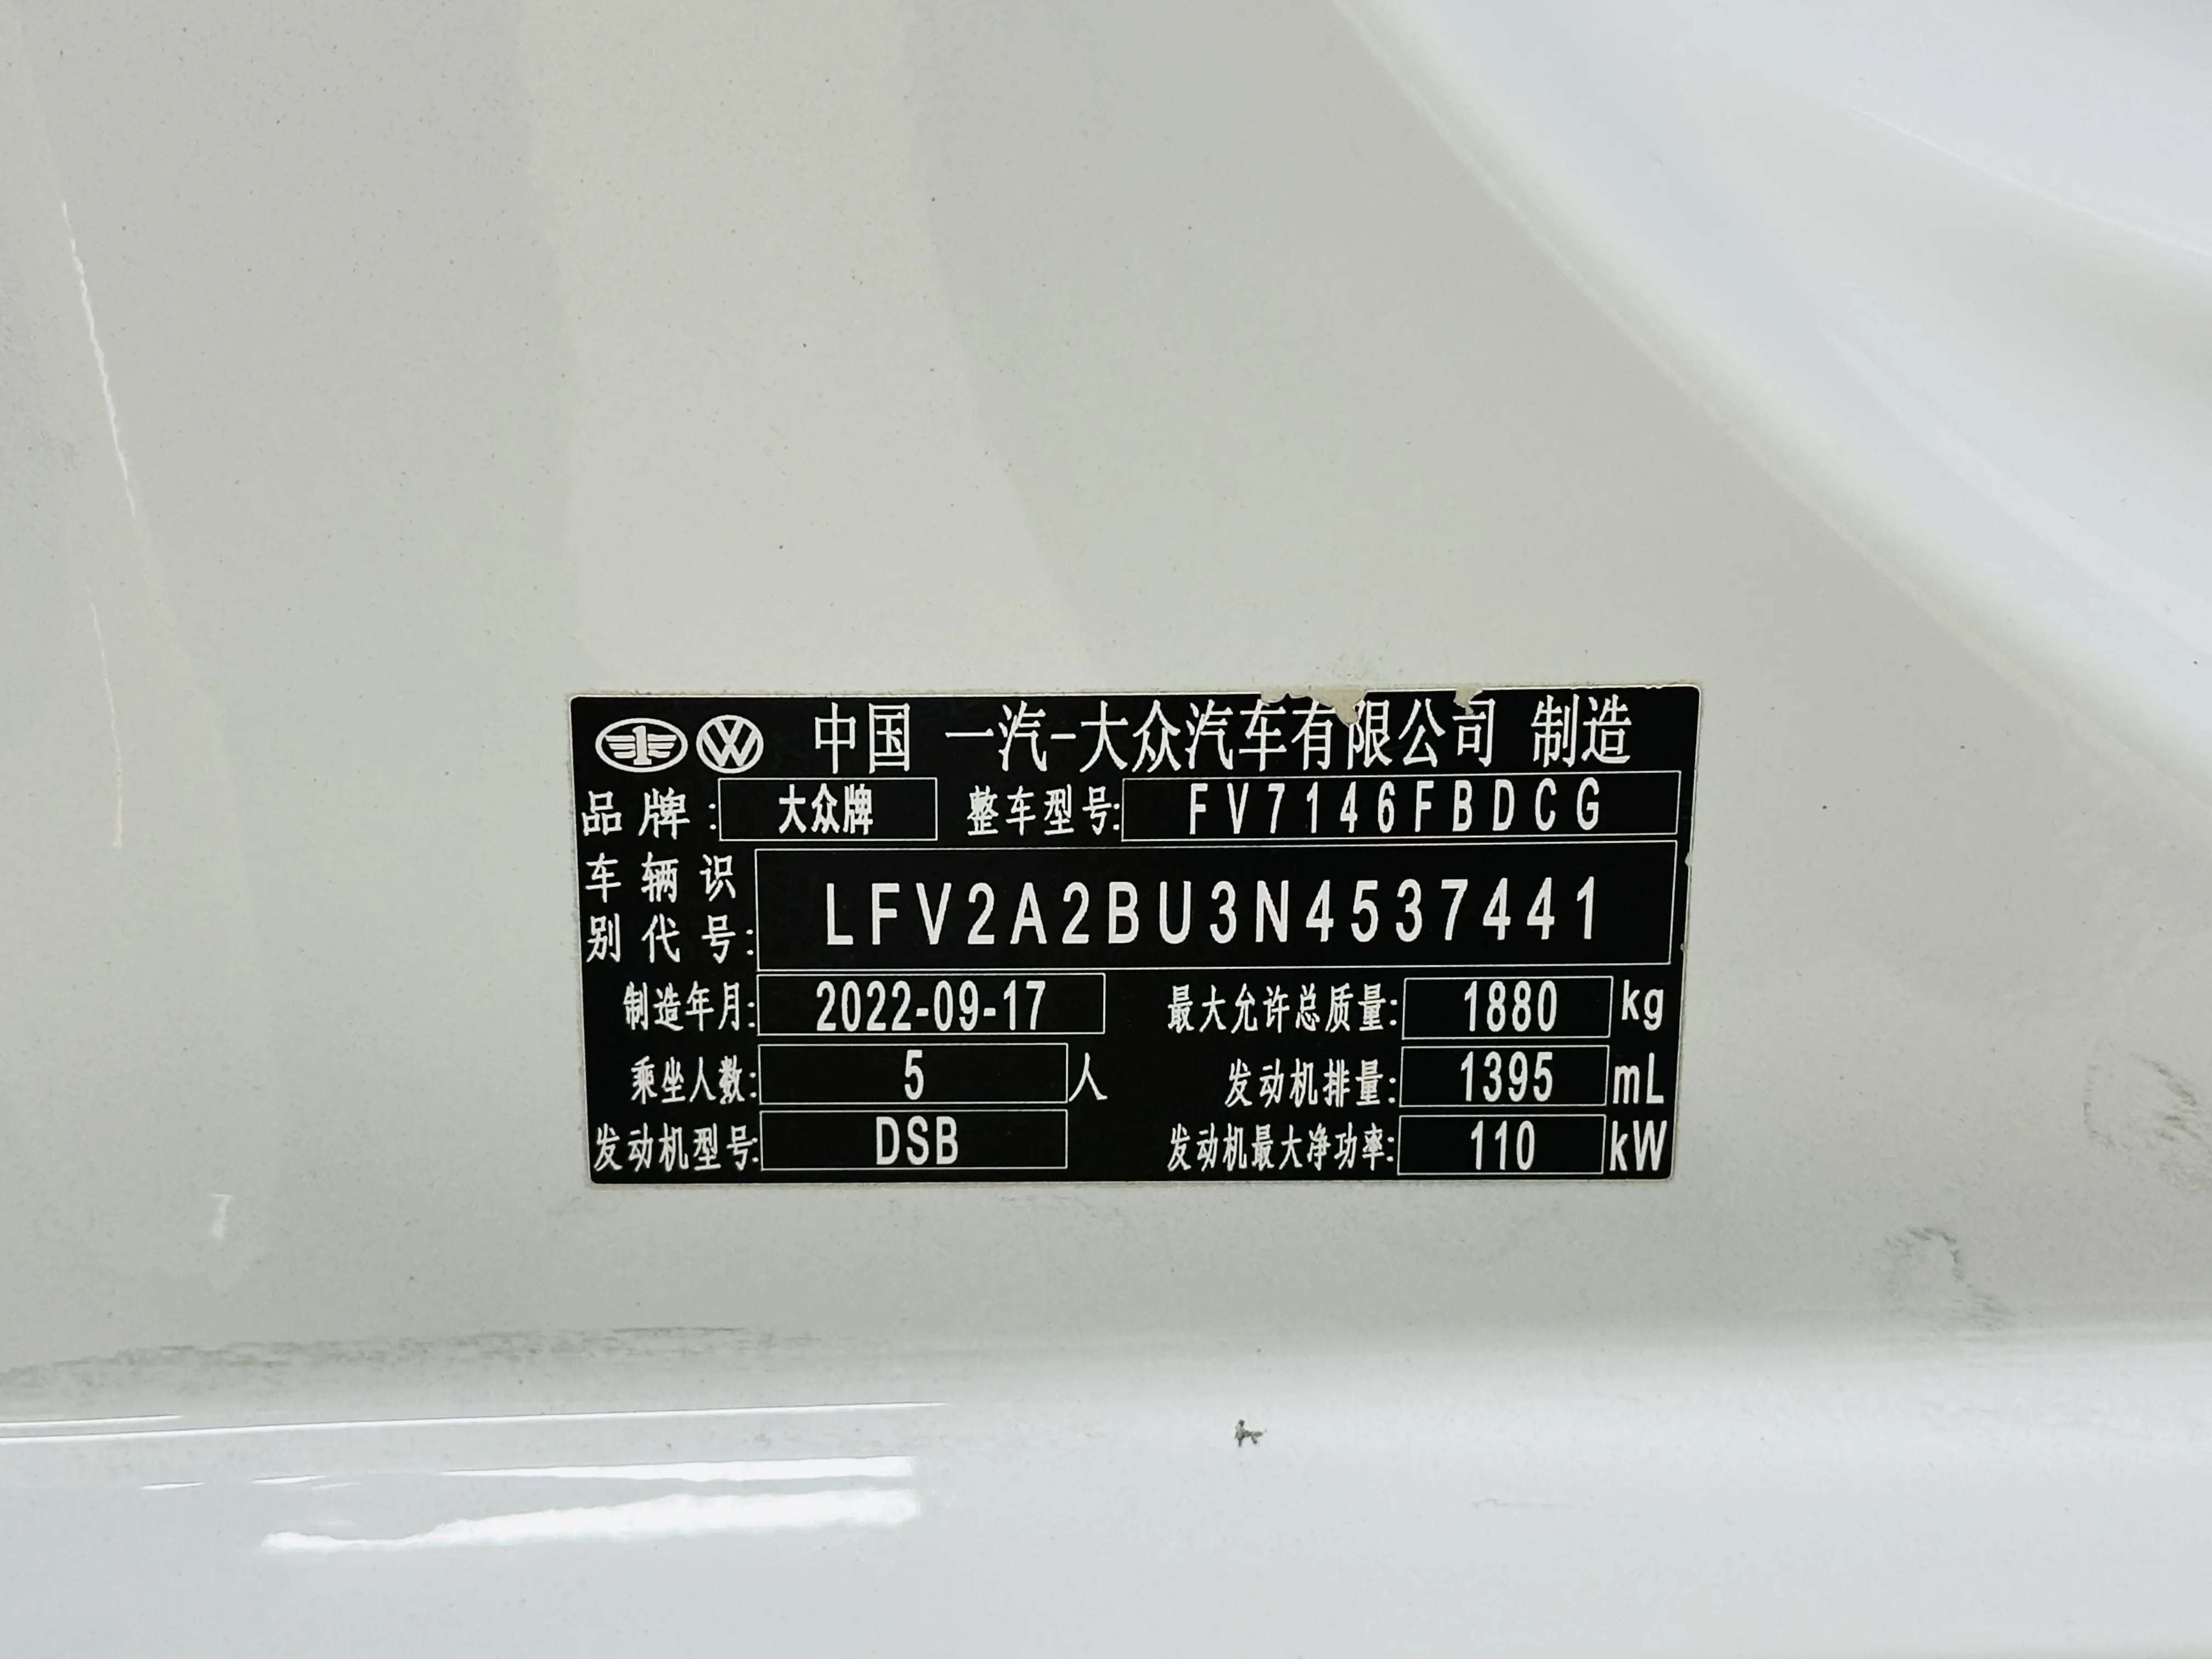 中国 一汽-大众汽车有限公司 制造
品牌: 大众牌 整车型号: FV7146FBDCG
车辆识
别代号: LFV2A2BU3N4537441
制造年月: 2022-09-17 最大允许总质量: 1880 kg
乘坐人数: 5 人 发动机排量: 1395 mL
发动机型号: DSB 发动机最大净功率: 110 kW